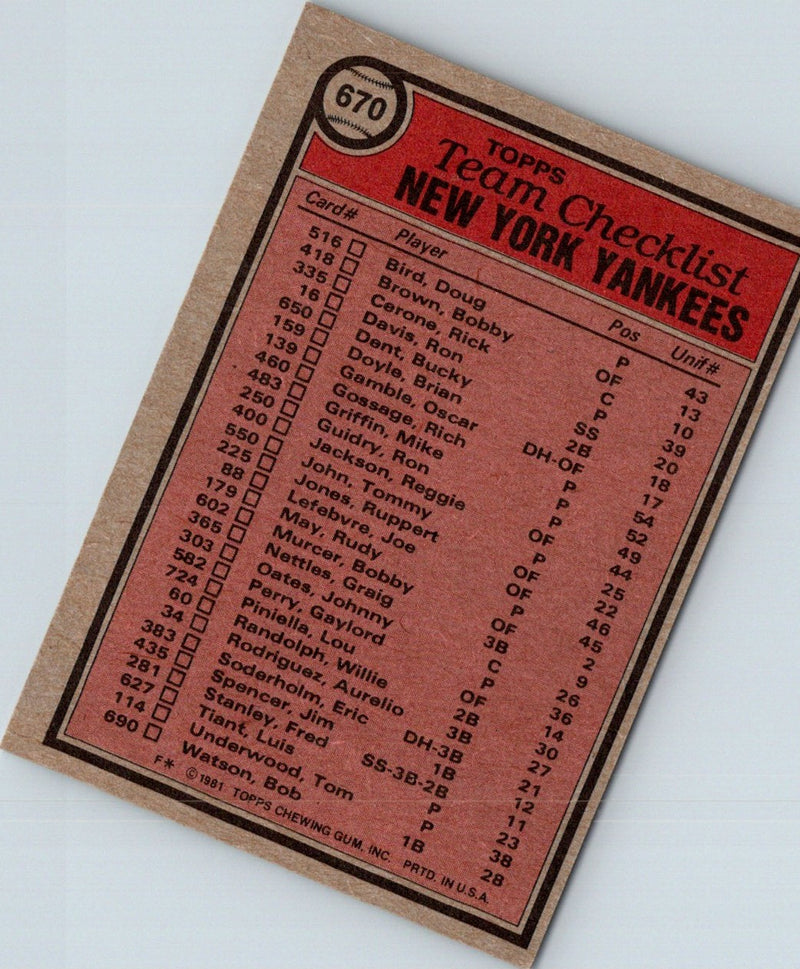 670
TOPPS
Team Checklist
NEW YORK YANKEES
Card# Player Pos Unif#
516 Bird, Doug P 43
418 Brown, Bobby OF 13
335 Cerone, Rick C 10
16 Davis, Ron P 39
650 Dent, Bucky SS 20
159 Doyle, Brian 2B 18
139 Gamble, Oscar DH-OF 17
460 Gossage, Rich P 54
483 Griffin, Mike P 52
250 Guidry, Ron P 49
400 Jackson, Reggie OF 44
550 John, Tommy P 25
225 Jones, Ruppert OF 22
88 Lefebvre, Joe OF 46
179 May, Rudy P 45
602 Murcer, Bobby OF 2
365 Nettles, Graig 3B 9
303 Oates, Johnny C 26
582 Perry, Gaylord P 36
724 Piniella, Lou OF 14
60 Randolph, Willie 2B 30
34 Rodriguez, Aurelio 3B 27
383 Soderholm, Eric DH-3B 21
435 Spencer, Jim 1B 12
281 Stanley, Fred SS-3B-2B 11
627 Tiant, Luis P 23
114 Underwood, Tom P 38
690 Watson, Bob 1B 28
F* ©1981 TOPPS CHEWING GUM, INC. PRTD. IN U.S.A.